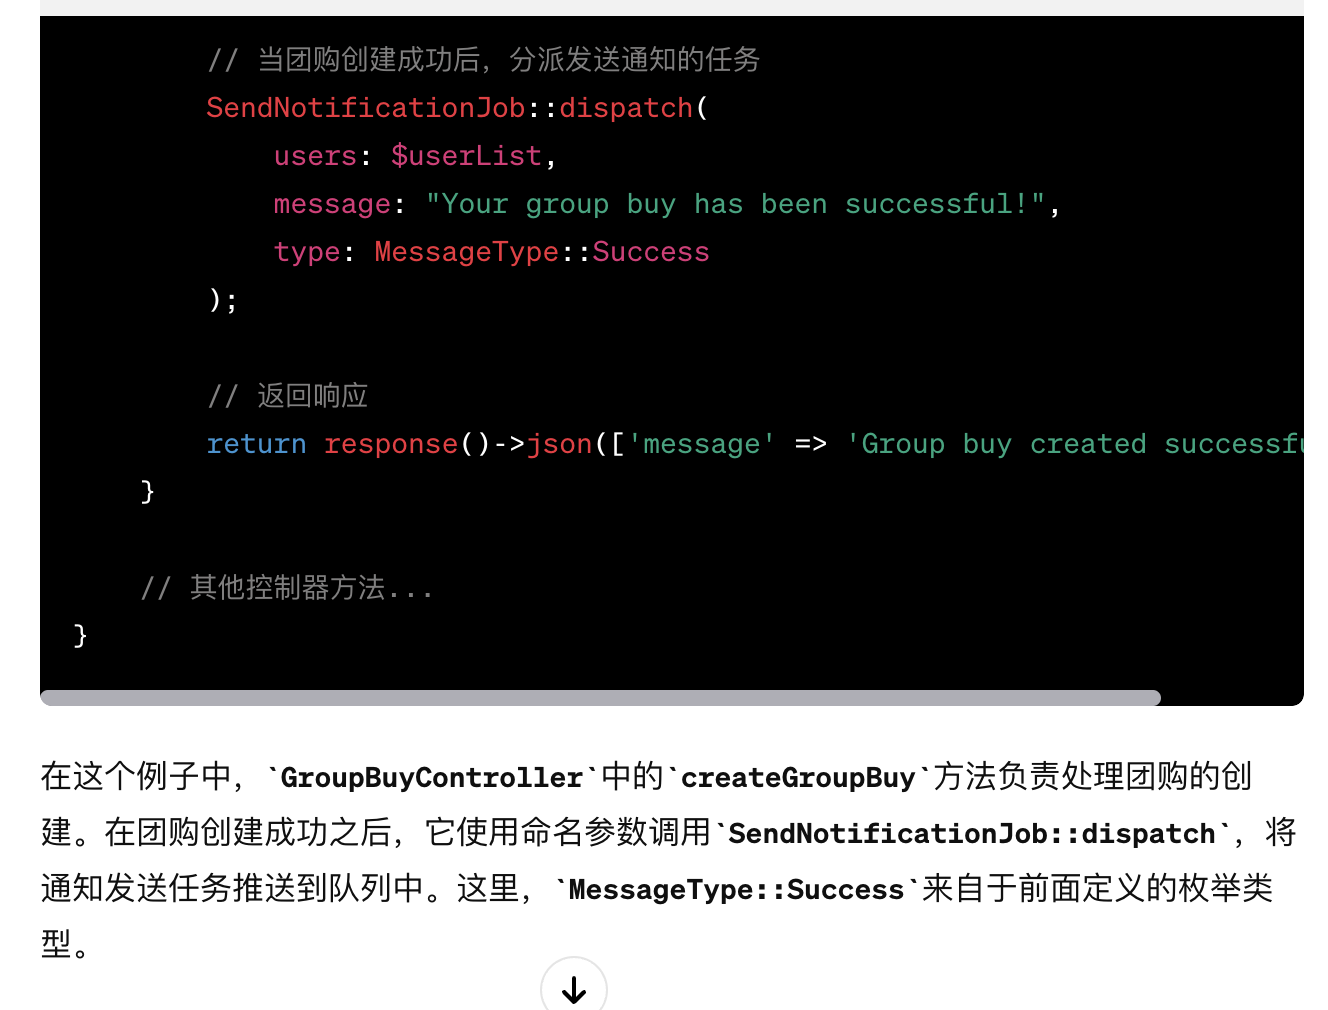 // 当团购创建成功后，分派发送通知的任务
SendNotificationJob::dispatch(
users: $userList,
message: "Your group buy has been successful!",
type: MessageType::Success
);
// 返回响应
return response()->json(['message' => 'Group buy created successfu
}
// 其他控制器方法...
}
在这个例子中，`GroupBuyController`中的`createGroupBuy`方法负责处理团购的创
建。在团购创建成功之后，它使用命名参数调用`SendNotificationJob::dispatch`，将
通知发送任务推送到队列中。这里，`MessageType::Success`来自于前面定义的枚举类
型。